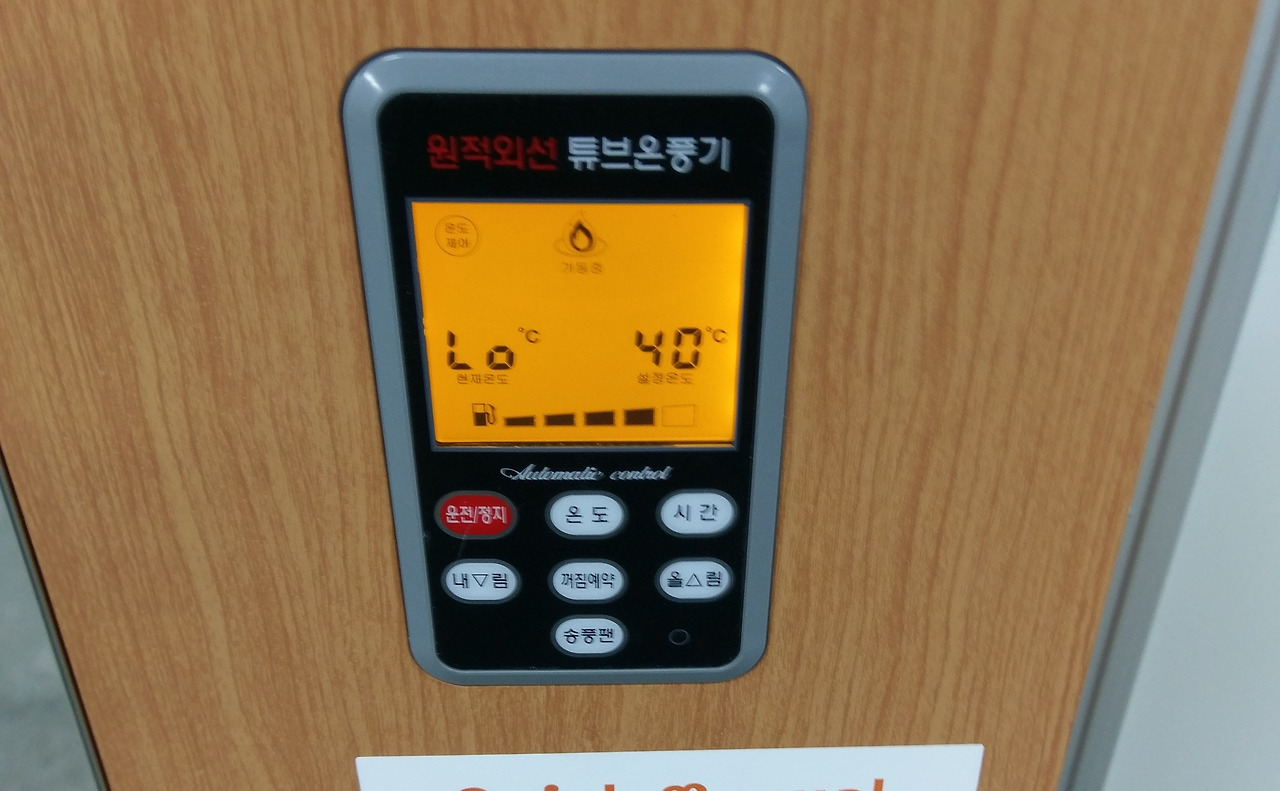 원적외선 튜브온풍기
온도
제어
가동중
Lo °C 40 °C
현재온도 설정온도
Automatic control
운전/정지 온 도 시 간
내▽림 꺼짐예약 올△림
송풍팬